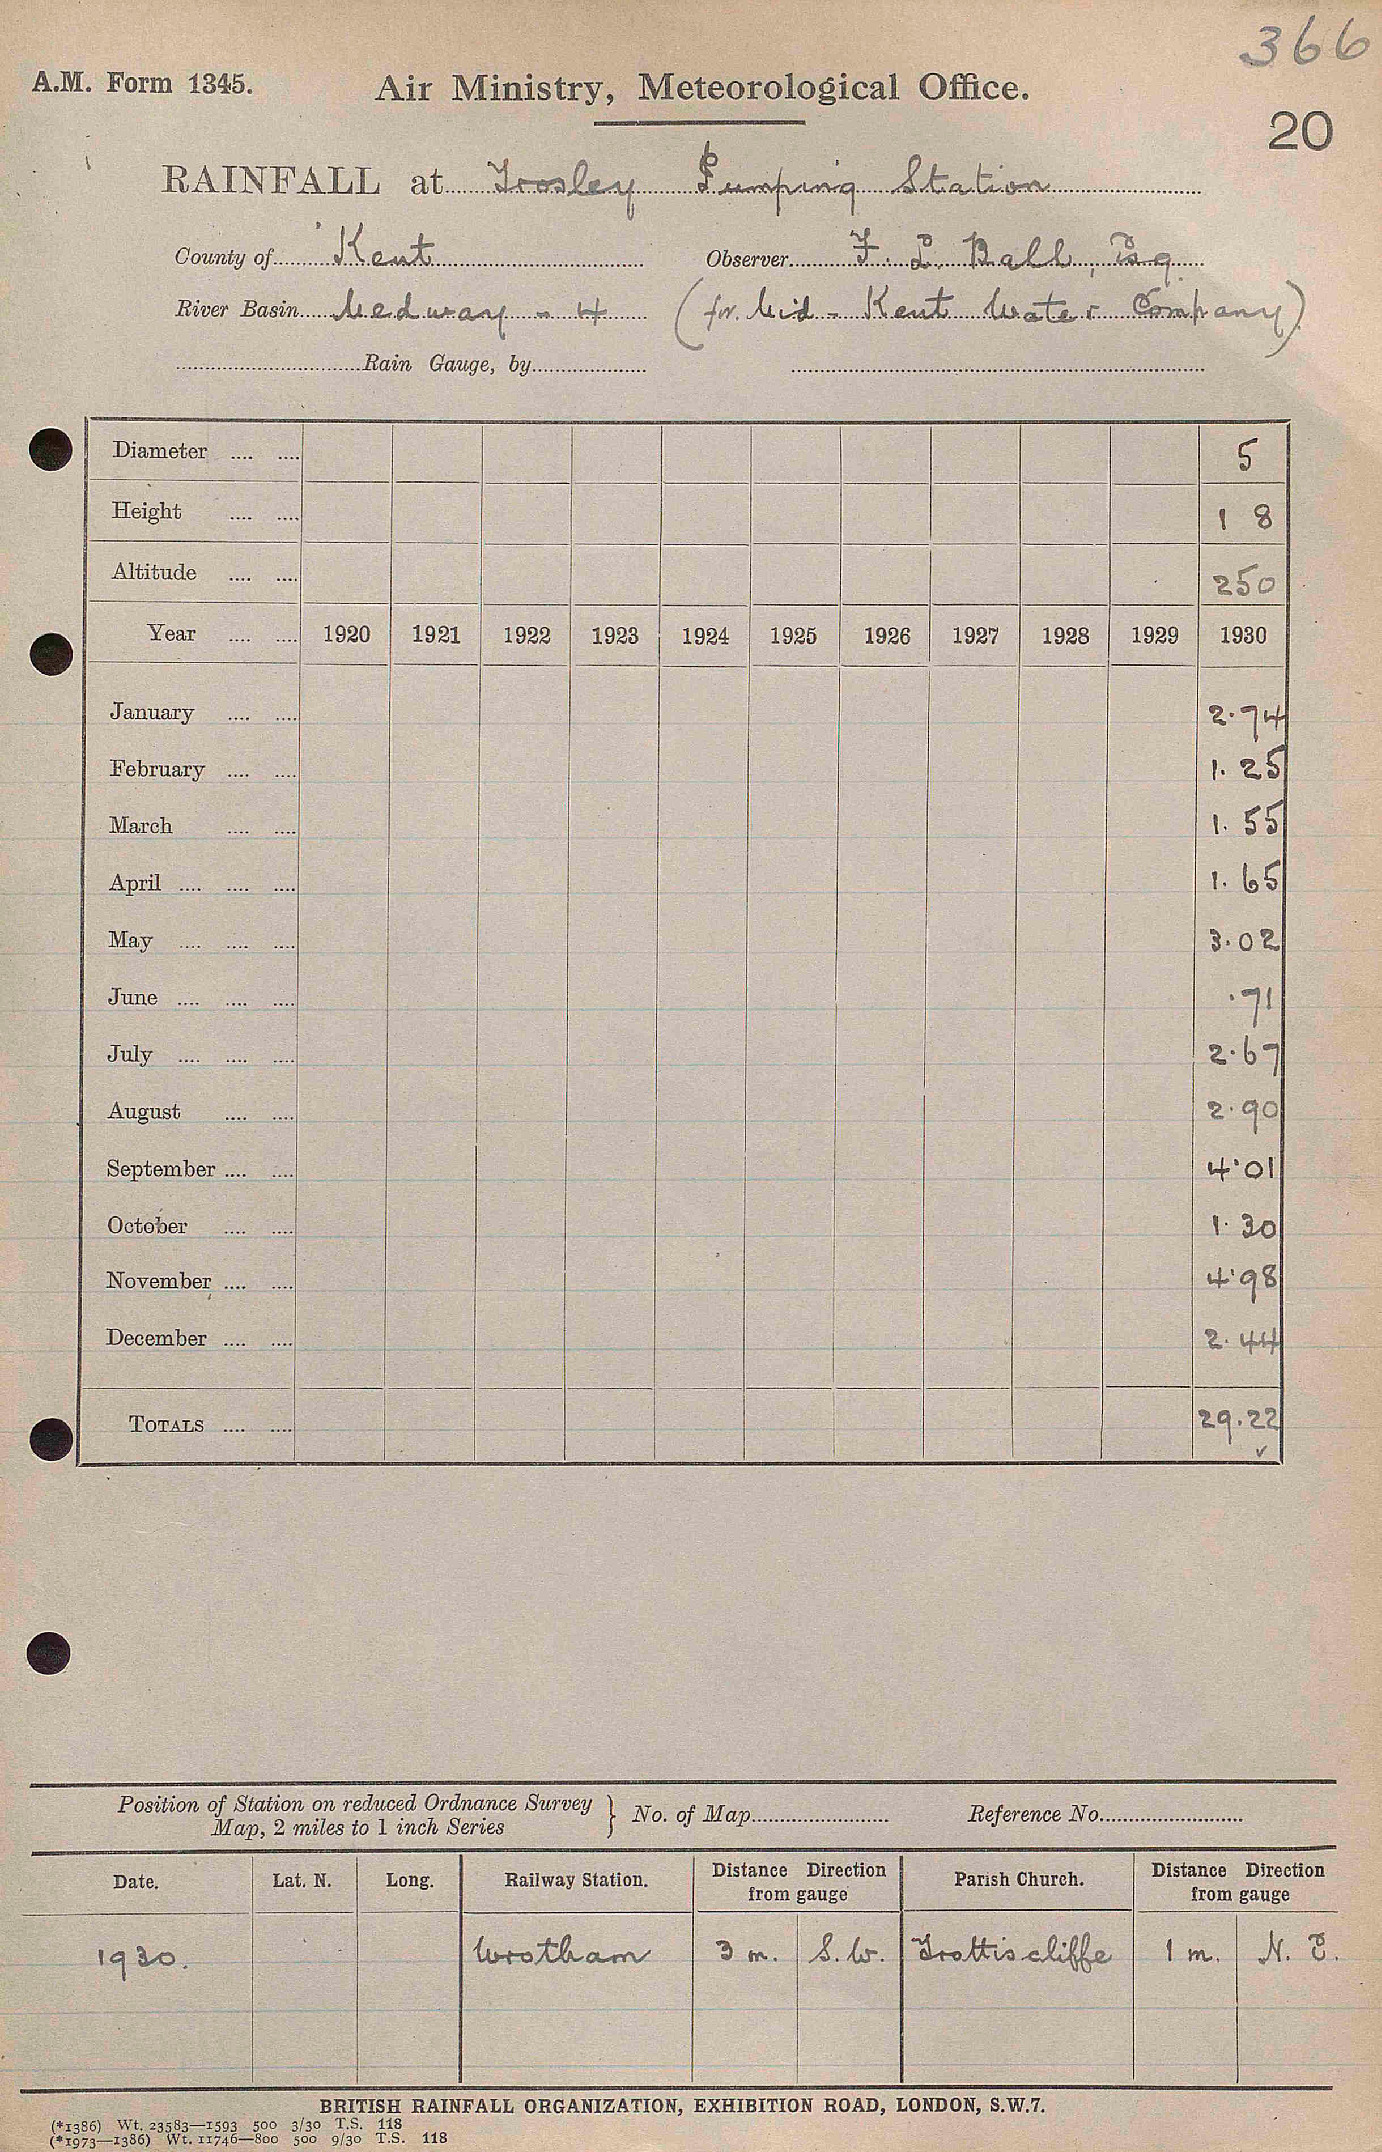 366
A.M. Form 1345. Air Ministry, Meteorological Office.
20
RAINFALL at Trosley Pumping Station
County of Kent Observer F. L. Ball, Esq.
River Basin Medway - 4 (for Mid - Kent Water Company)
Rain Gauge, by
Diameter .... .... 5
Height .... .... 1 8
Altitude .... .... 250
Year .... .... 1920 1921 1922 1923 1924 1925 1926 1927 1928 1929 1930
January .... .... 2.74
February .... .... 1.25
March .... .... 1.55
April .... .... .... 1.65
May .... .... .... 3.02
June .... .... .... .71
July .... .... .... 2.67
August .... .... 2.90
September .... .... 4.01
October .... .... 1.30
November .... .... 4.98
December .... .... 2.44
TOTALS .... .... 29.22
✓
Position of Station on reduced Ordnance Survey
Map, 2 miles to 1 inch Series } No. of Map Reference No.
Date. Lat. N. Long. Railway Station. Distance Direction from gauge Parish Church. Distance Direction from gauge
1930. Wrotham 3 m. S.W. Trottiscliffe 1 m. N. E.
BRITISH RAINFALL ORGANIZATION, EXHIBITION ROAD, LONDON, S.W.7.
(*1386) Wt. 23583—1593 500 3/30 T.S. 118
(*1973—1386) Wt. 11746—800 500 9/30 T.S. 118